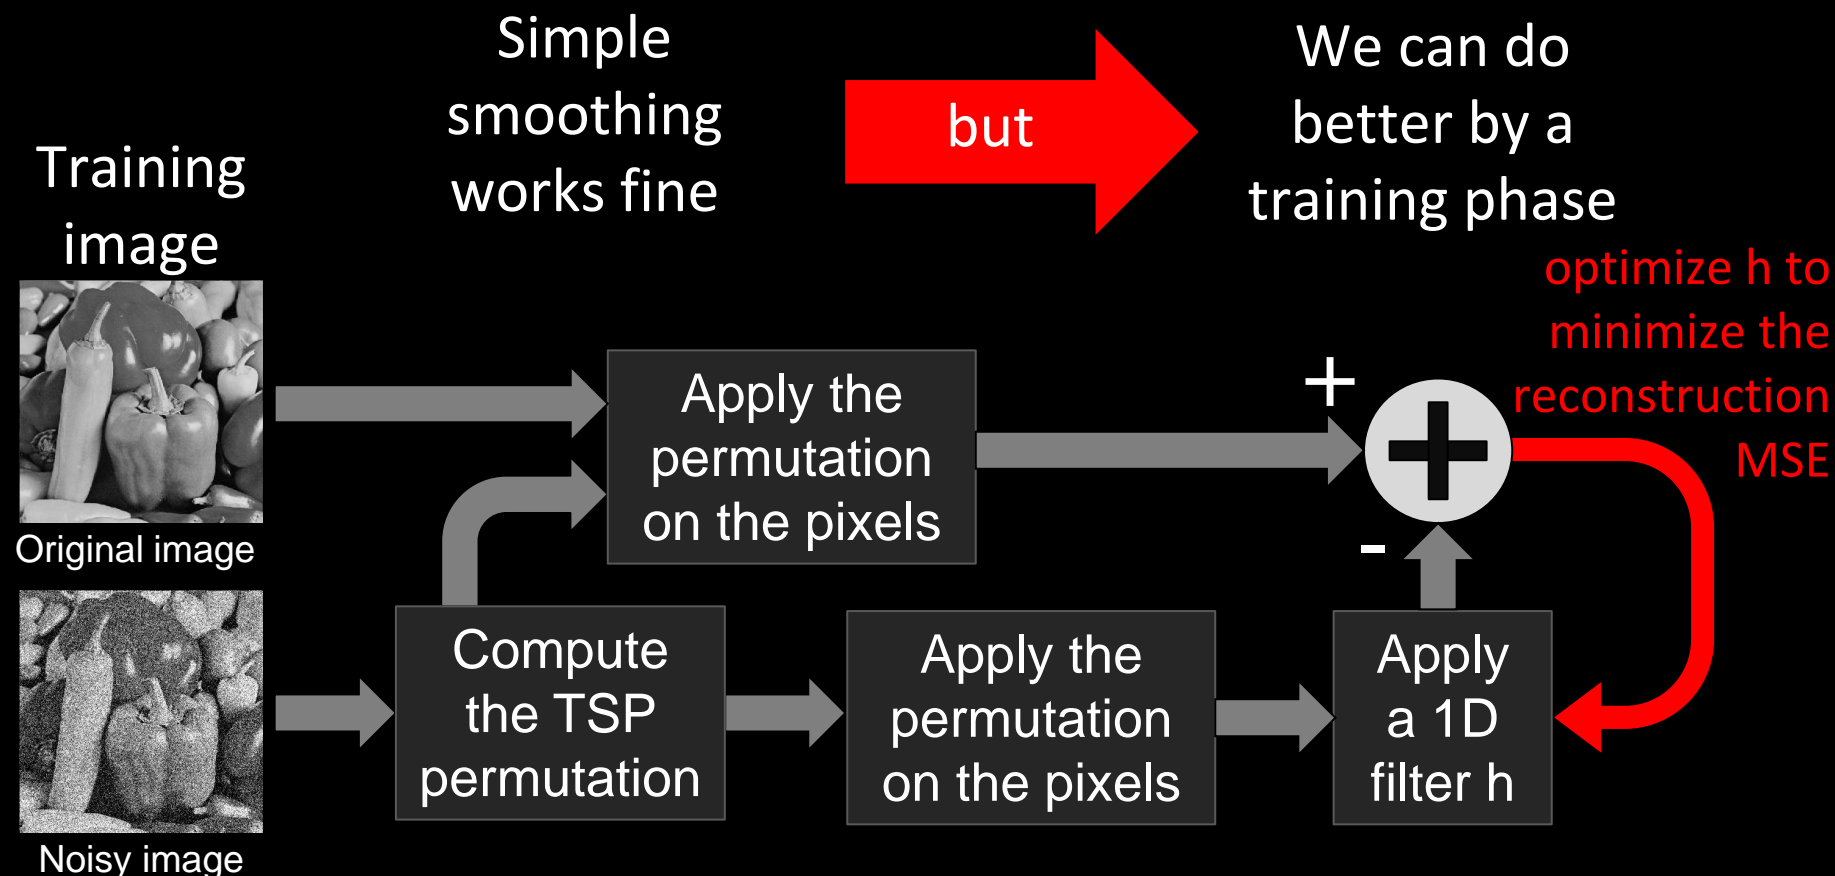 Simple
smoothing
works fine
but
We can do
better by a
training phase
Training
image
optimize h to
minimize the
reconstruction
MSE
Original image
Apply the
permutation
on the pixels
+
-
Noisy image
Compute
the TSP
permutation
Apply the
permutation
on the pixels
Apply
a 1D
filter h